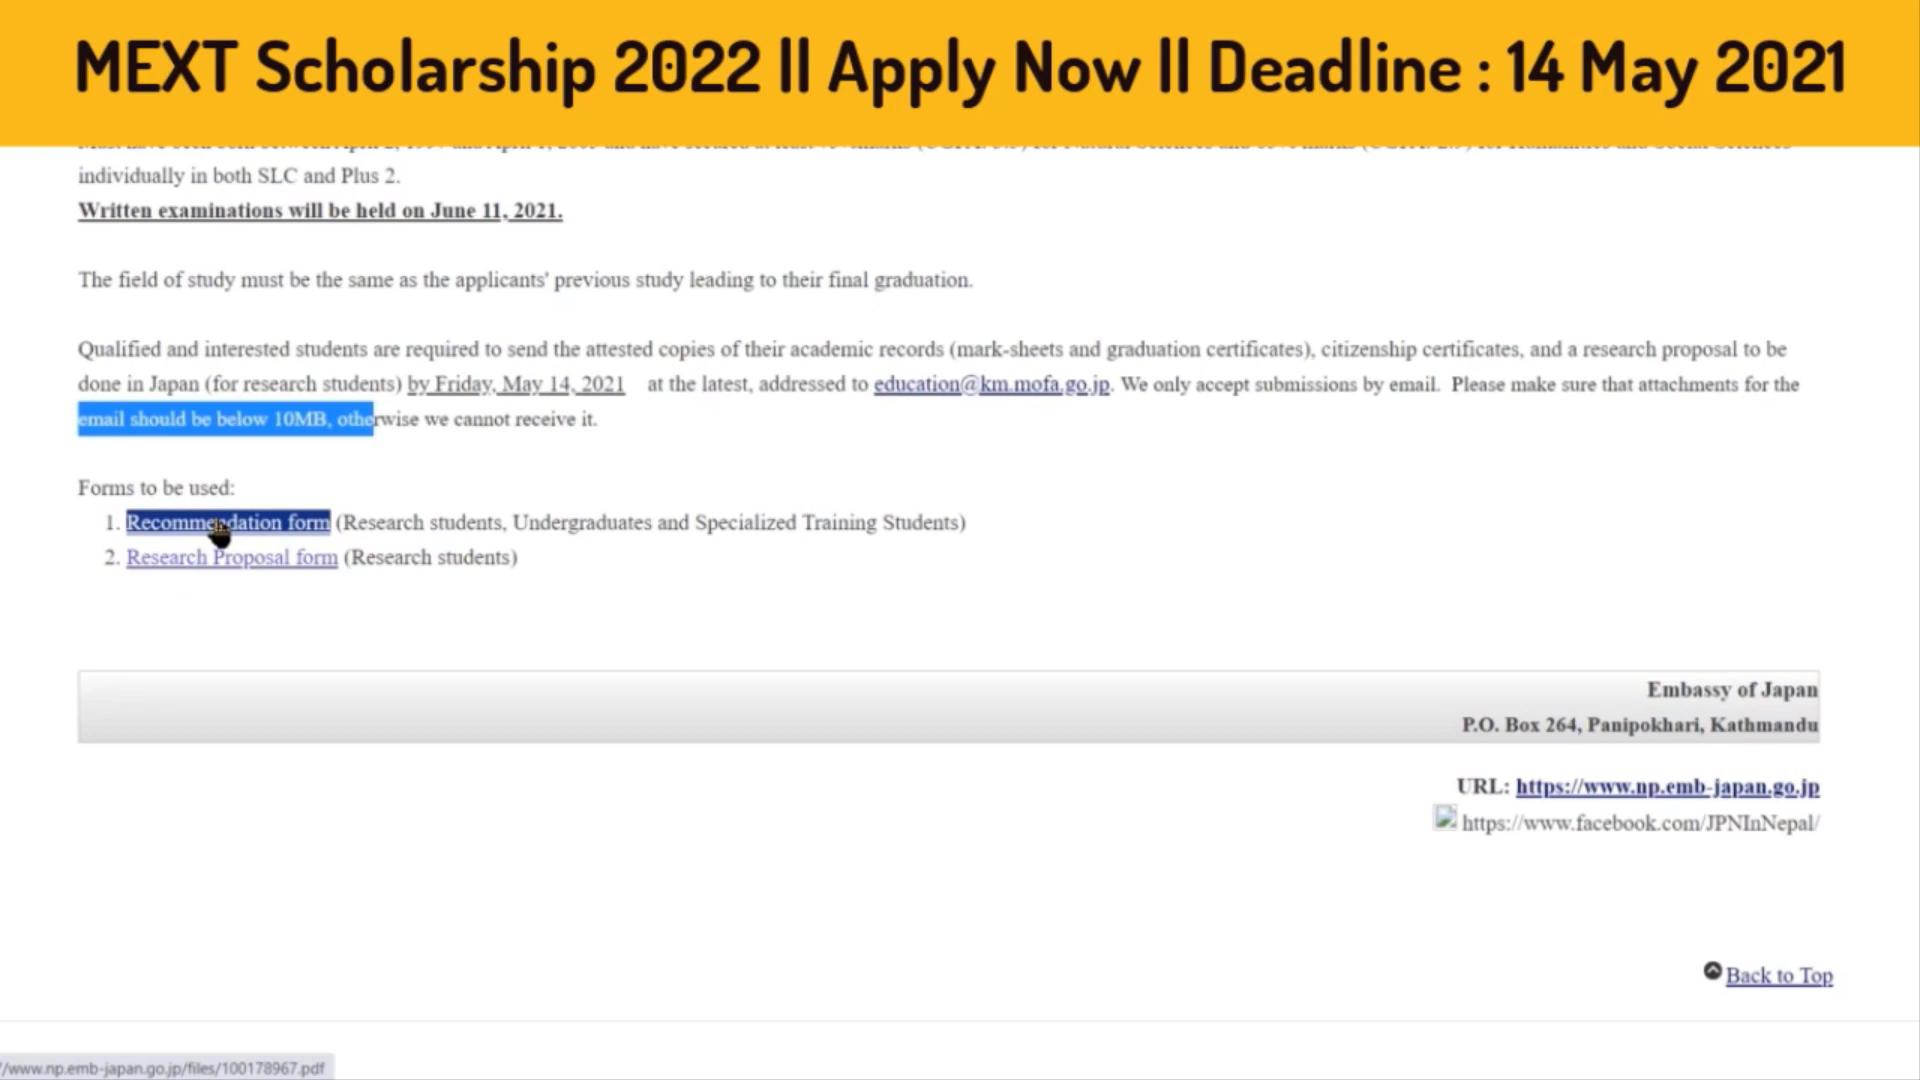 MEXT Scholarship 2022 ll Apply Now ll Deadline : 14 May 2021
individually in both SLC and Plus 2.
Written examinations will be held on June 11, 2021.
The field of study must be the same as the applicants' previous study leading to their final graduation.
Qualified and interested students are required to send the attested copies of their academic records (mark-sheets and graduation certificates), citizenship certificates, and a research proposal to be
done in Japan (for research students) by Friday, May 14, 2021 at the latest, addressed to education@km.mofa.go.jp. We only accept submissions by email. Please make sure that attachments for the
email should be below 10MB, otherwise we cannot receive it.
Forms to be used:
1. Recommendation form (Research students, Undergraduates and Specialized Training Students)
2. Research Proposal form (Research students)
Embassy of Japan
P.O. Box 264, Panipokhari, Kathmandu
URL: https://www.np.emb-japan.go.jp
https://www.facebook.com/JPNInNepal/
Back to Top
/www.np.emb-japan.go.jp/files/100178967.pdf